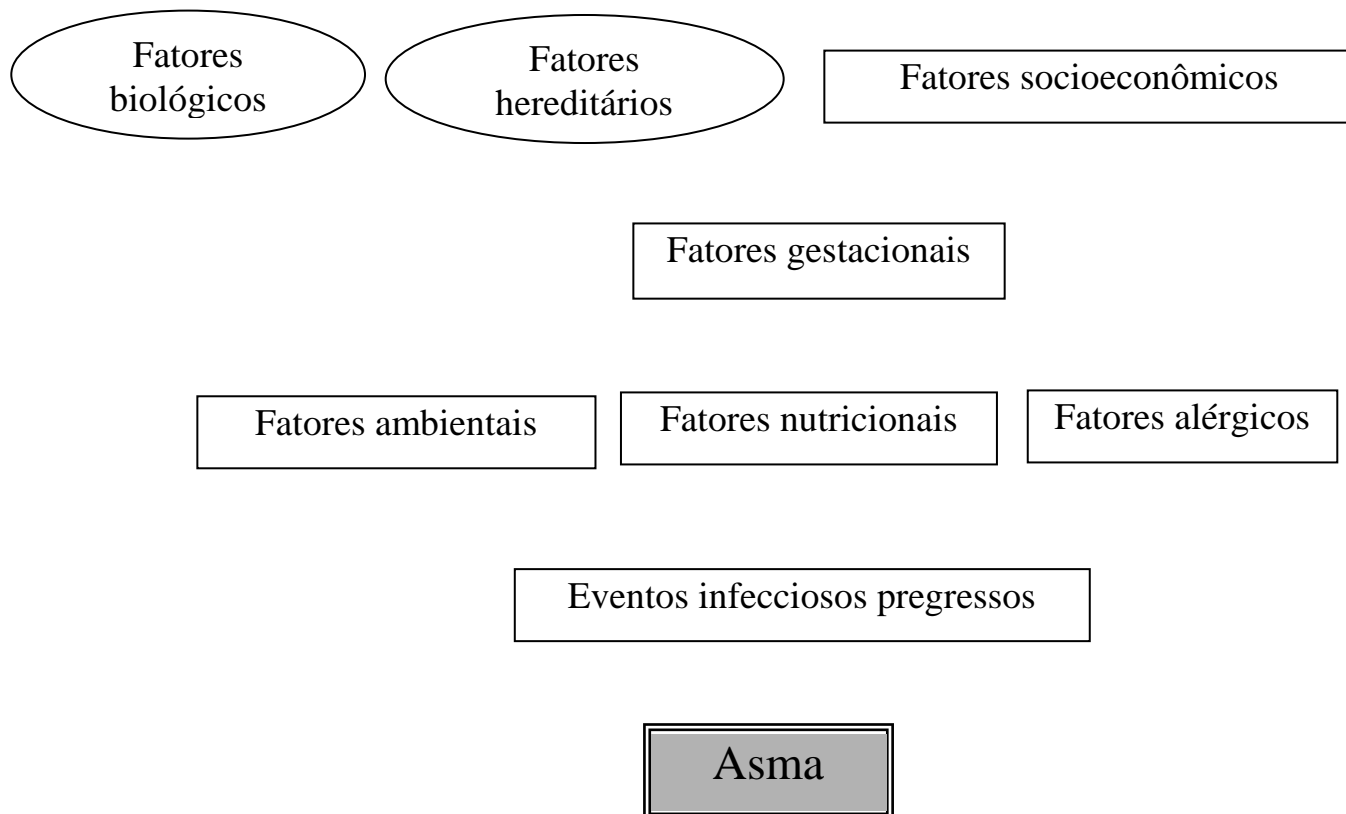 Fatores
biológicos
Fatores
hereditários
Fatores socioeconômicos
Fatores gestacionais
Fatores ambientais
Fatores nutricionais
Fatores alérgicos
Eventos infecciosos pregressos
Asma